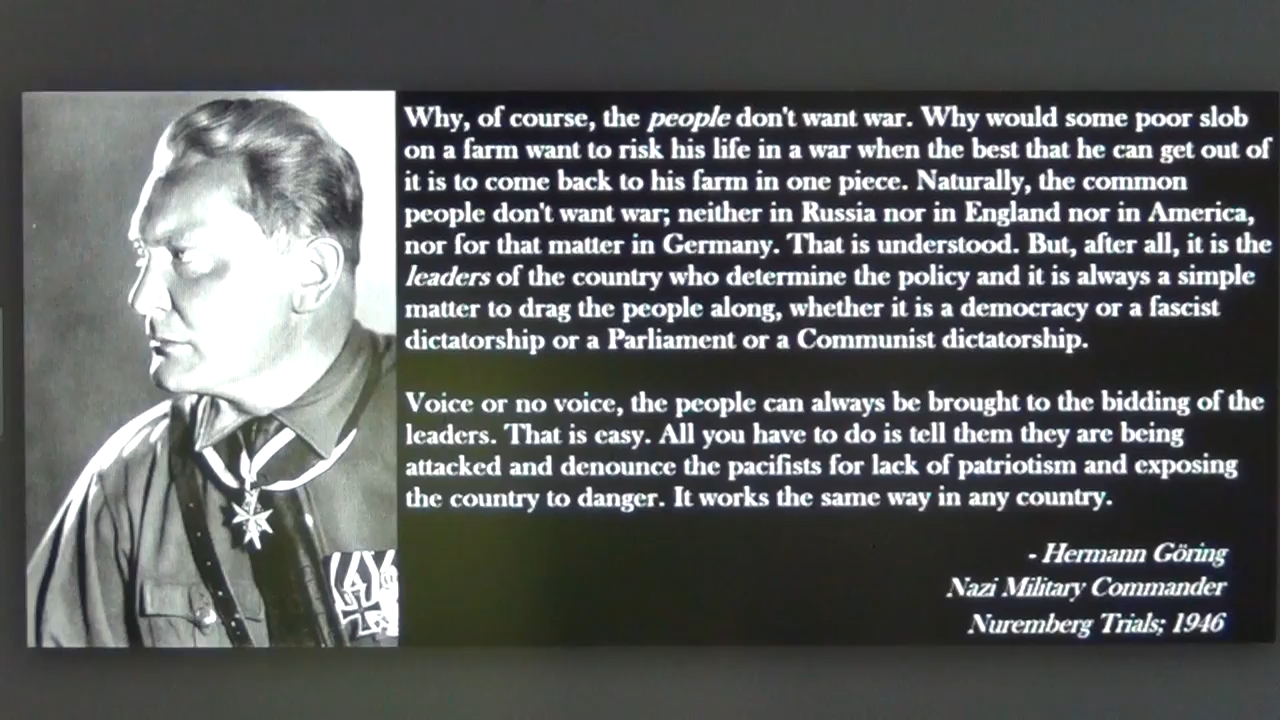 Why, of course, the people don't want war. Why would some poor slob
on a farm want to risk his life in a war when the best that he can get out of
it is to come back to his farm in one piece. Naturally, the common
people don't want war; neither in Russia nor in England nor in America,
nor for that matter in Germany. That is understood. But, after all, it is the
leaders of the country who determine the policy and it is always a simple
matter to drag the people along, whether it is a democracy or a fascist
dictatorship or a Parliament or a Communist dictatorship.
Voice or no voice, the people can always be brought to the bidding of the
leaders. That is easy. All you have to do is tell them they are being
attacked and denounce the pacifists for lack of patriotism and exposing
the country to danger. It works the same way in any country.
- Hermann Göring
Nazi Military Commander
Nuremberg Trials; 1946